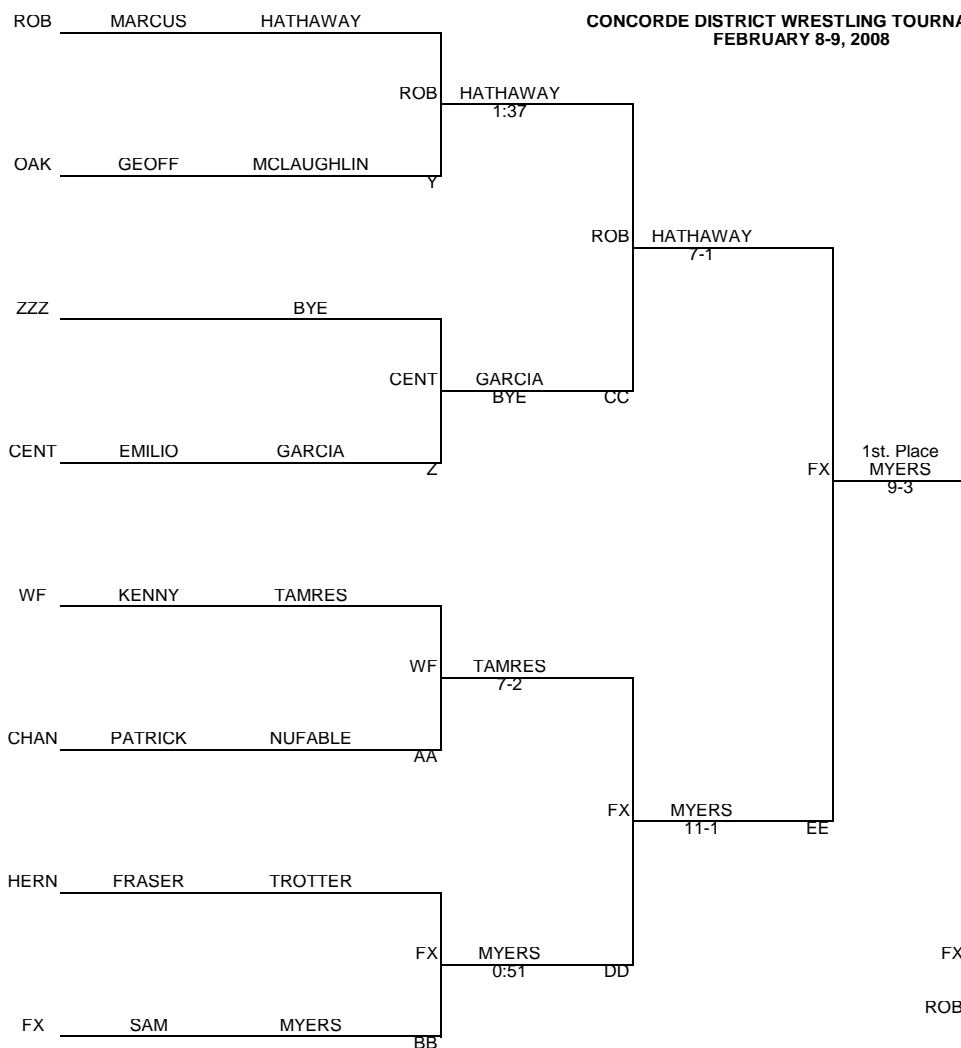 ROB MARCUS HATHAWAY
CONCORDE DISTRICT WRESTLING TOURNA
FEBRUARY 8-9, 2008
ROB HATHAWAY
1:37
OAK GEOFF MCLAUGHLIN
Y
ROB HATHAWAY
7-1
ZZZ BYE
CENT GARCIA
BYE CC
CENT EMILIO GARCIA
Z
1st. Place
FX MYERS
9-3
WF KENNY TAMRES
WF TAMRES
7-2
CHAN PATRICK NUFABLE
AA
FX MYERS
11-1 EE
HERN FRASER TROTTER
FX MYERS
0:51 DD
FX
ROB
FX SAM MYERS
BB